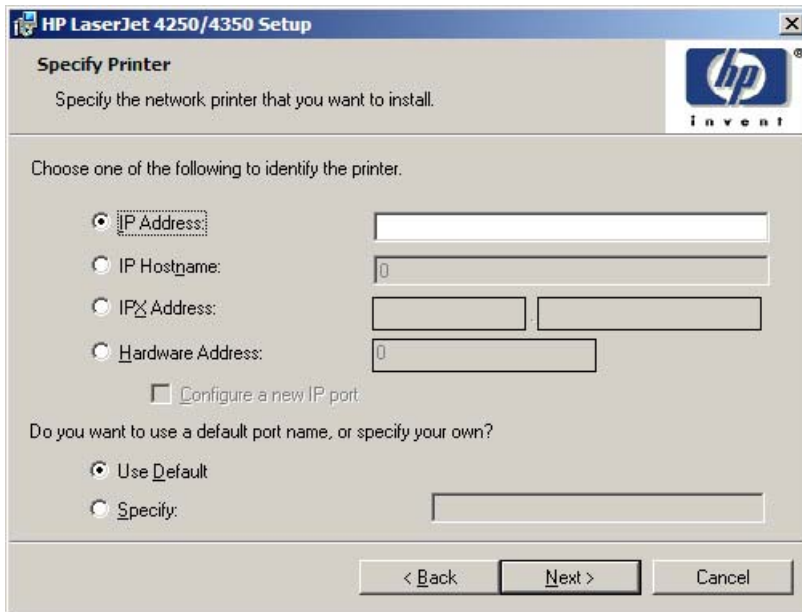 HP LaserJet 4250/4350 Setup
Specify Printer
Specify the network printer that you want to install.
hp
®
invent
Choose one of the following to identify the printer.
IP Address:
IP Hostname: 0
IPX Address: .
Hardware Address: 0
Configure a new IP port
Do you want to use a default port name, or specify your own?
Use Default
Specify:
< Back Next > Cancel